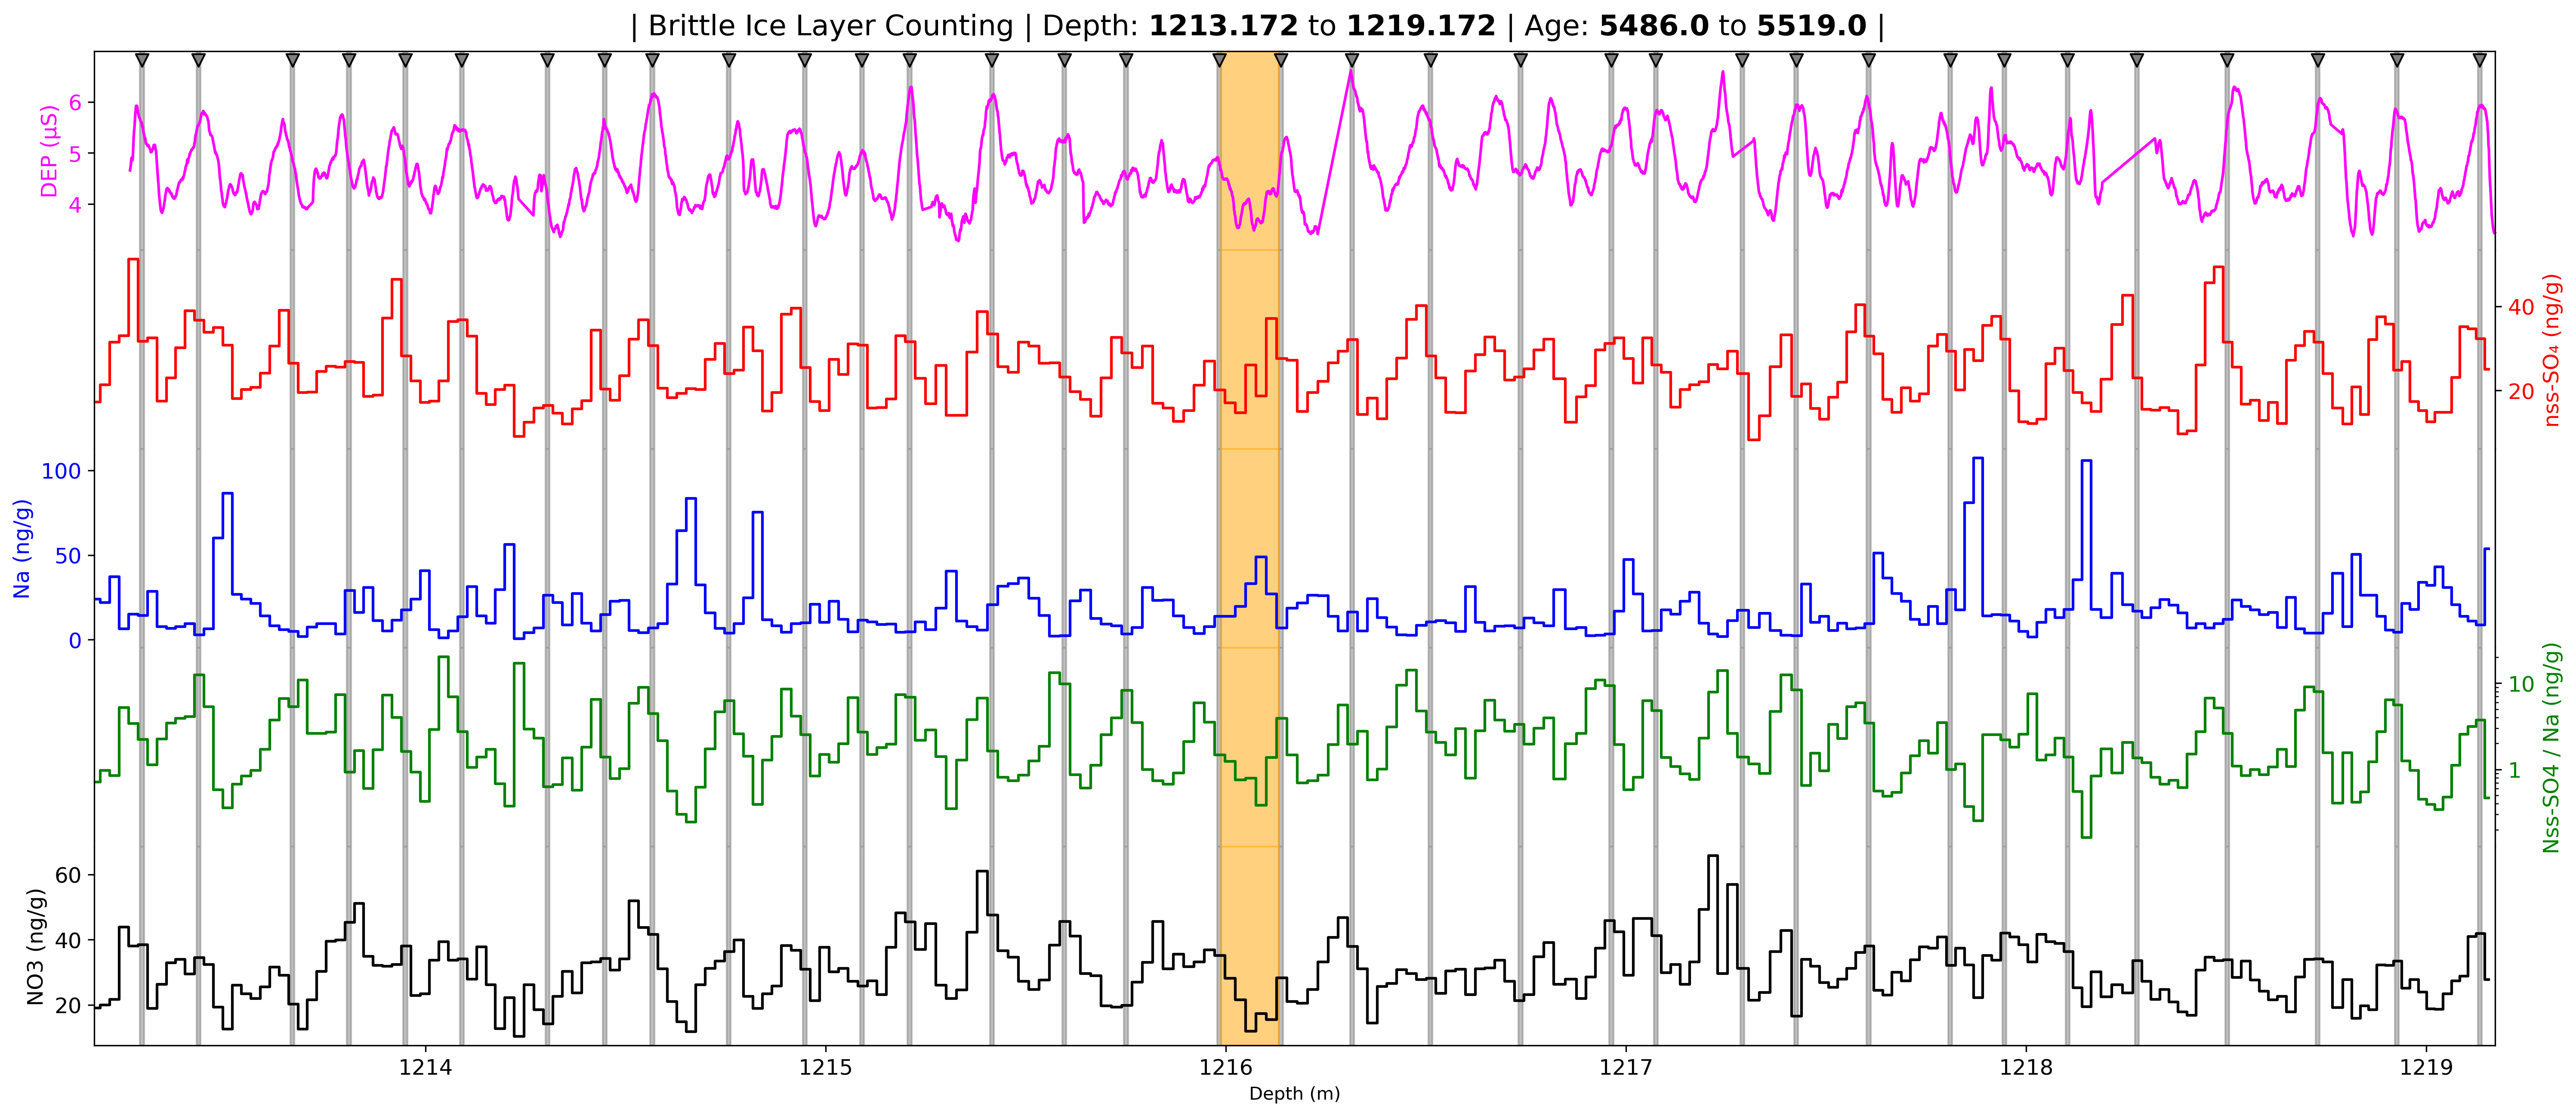 | Brittle Ice Layer Counting | Depth: 1213.172 to 1219.172 | Age: 5486.0 to 5519.0 |
DEP (µS)
6
5
4
nss-SO₄ (ng/g)
40
20
Na (ng/g)
100
50
0
Nss-SO4 / Na (ng/g)
10
1
NO3 (ng/g)
60
40
20
1214 1215 1216 1217 1218 1219
Depth (m)